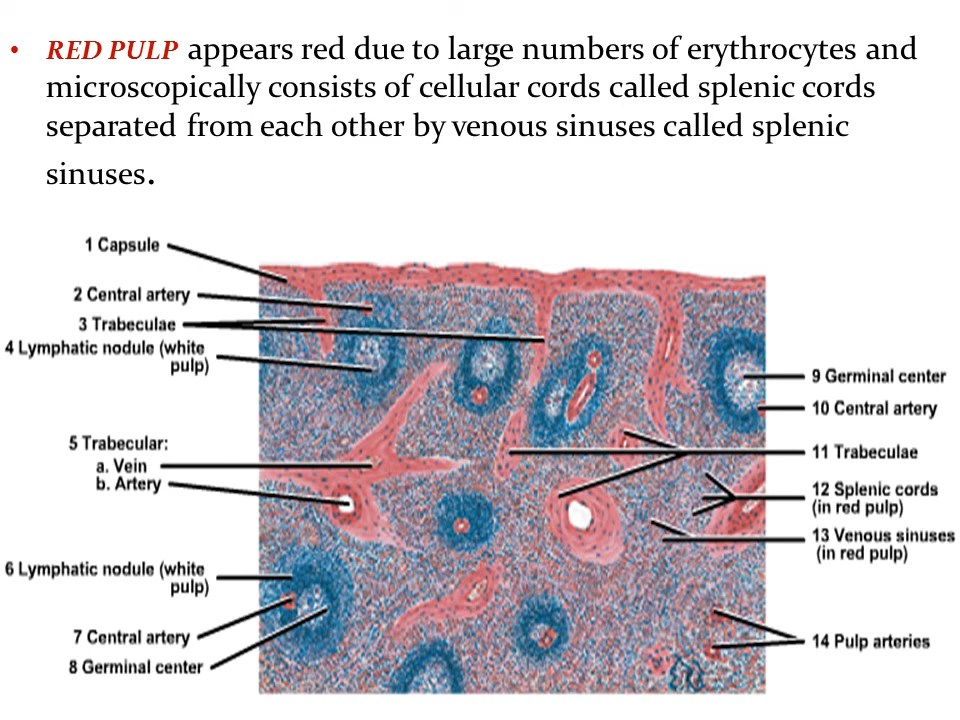 • RED PULP appears red due to large numbers of erythrocytes and
microscopically consists of cellular cords called splenic cords
separated from each other by venous sinuses called splenic
sinuses.
1 Capsule
2 Central artery
3 Trabeculae
4 Lymphatic nodule (white
pulp)
5 Trabecular:
a. Vein
b. Artery
6 Lymphatic nodule (white
pulp)
7 Central artery
8 Germinal center
9 Germinal center
10 Central artery
11 Trabeculae
12 Splenic cords
(in red pulp)
13 Venous sinuses
(in red pulp)
14 Pulp arteries